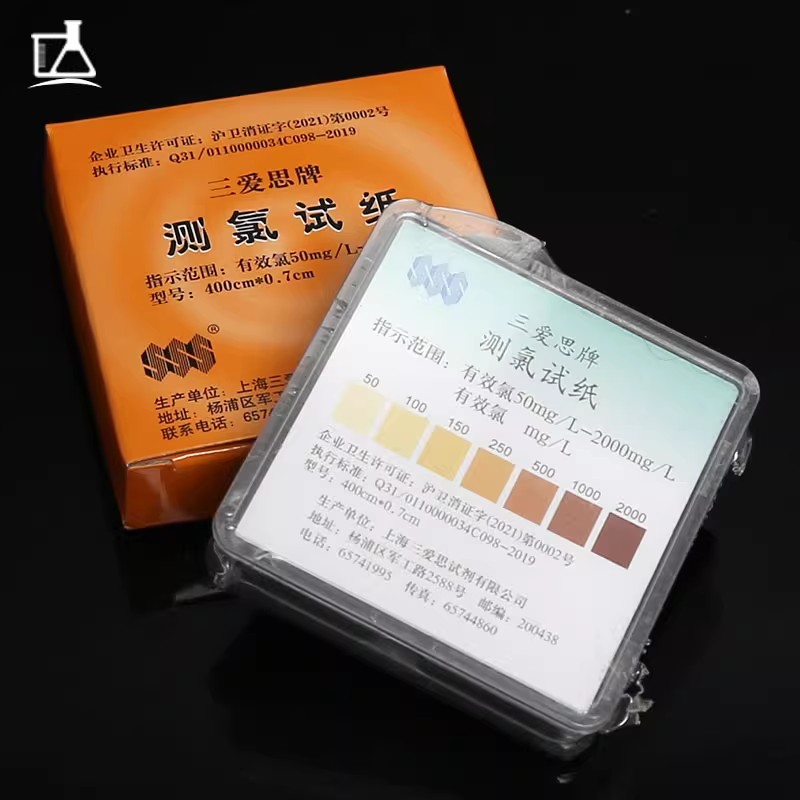 企业卫生许可证：沪卫消证字(2021)第0002号
执行标准：Q31/0110000034C098-2019
三爱思牌
测氯试纸
指示范围：有效氯50mg/L-
型号：400cm*0.7cm
SSS®
生产单位：上海三爱
地址：杨浦区军工
联系电话：65741
SSS
三爱思牌
测氯试纸
指示范围：有效氯50mg/L-2000mg/L
有效氯 mg/L
50 100 150 250 500 1000 2000
企业卫生许可证：沪卫消证字(2021)第0002号
执行标准：Q31/0110000034C098-2019
型号：400cm*0.7cm
生产单位：上海三爱思试剂有限公司
地址：杨浦区军工路2588号 邮编：200438
电话：65741995 传真：65744860